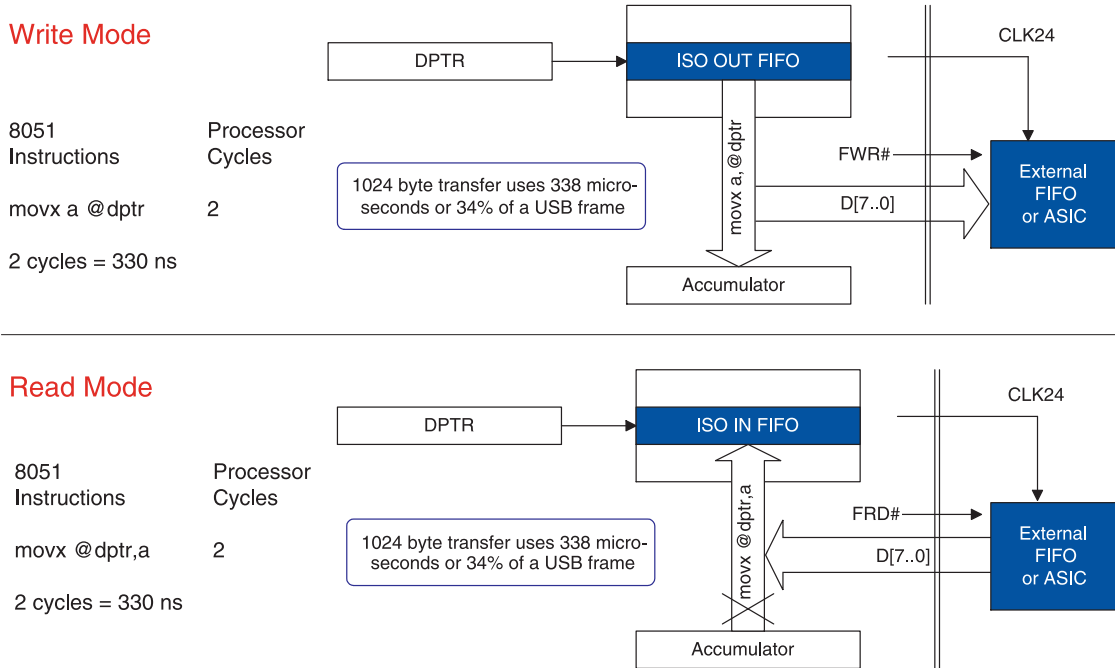 Write Mode
DPTR
ISO OUT FIFO
CLK24
8051
Instructions
Processor
Cycles
movx a @dptr
2
2 cycles = 330 ns
1024 byte transfer uses 338 micro-
seconds or 34% of a USB frame
movx a,@dptr
FWR#
D[7..0]
External
FIFO
or ASIC
Accumulator
Read Mode
DPTR
ISO IN FIFO
CLK24
8051
Instructions
Processor
Cycles
movx @dptr,a
2
2 cycles = 330 ns
1024 byte transfer uses 338 micro-
seconds or 34% of a USB frame
movx @dptr,a
FRD#
D[7..0]
External
FIFO
or ASIC
Accumulator